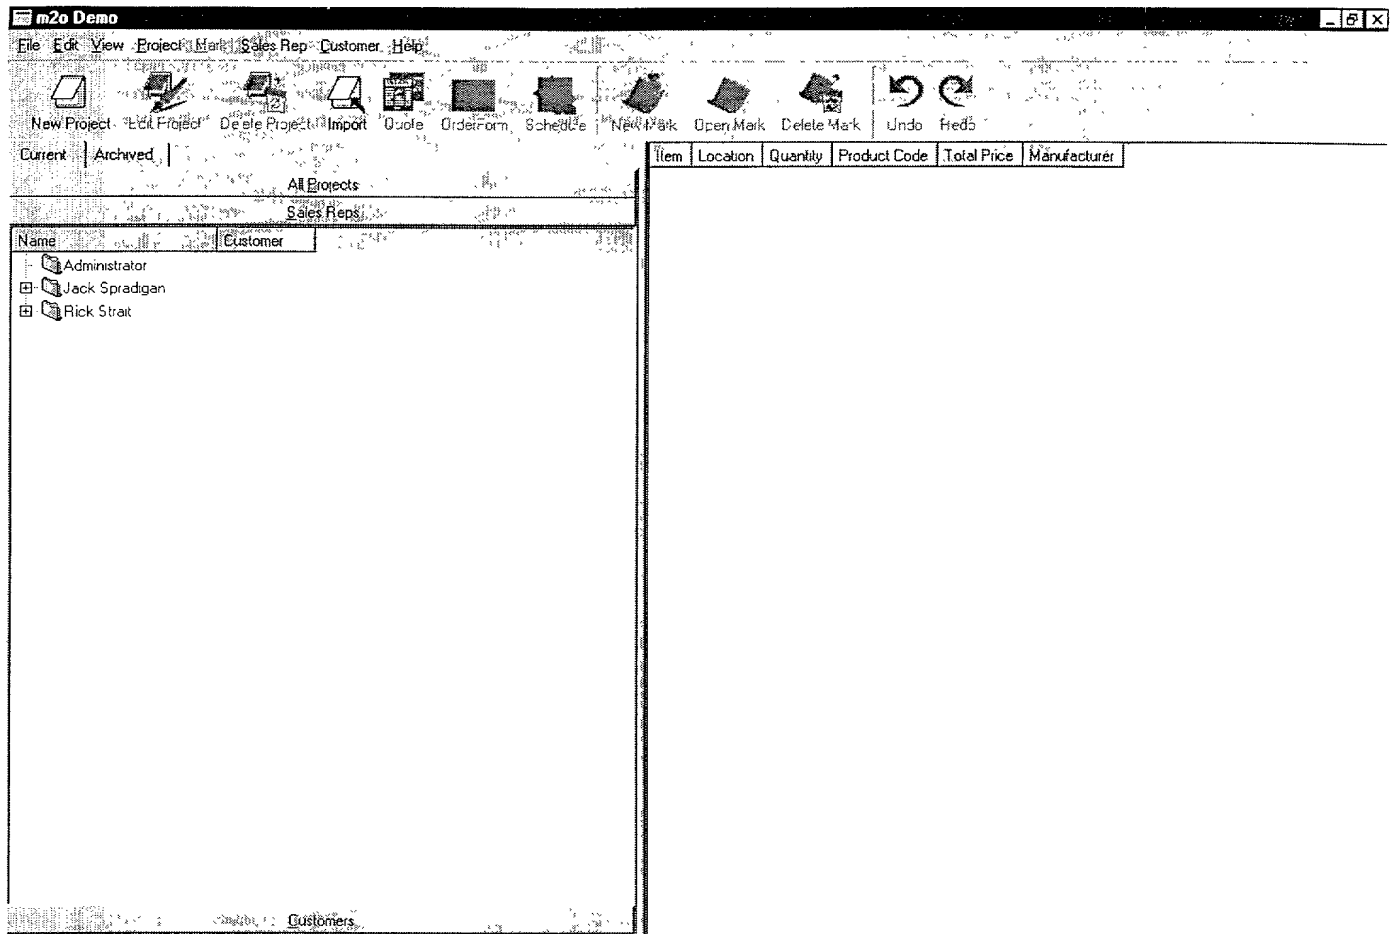 m2o Demo
File Edit View Project Mark Sales Rep Customer Help
New Project Edit Project Delete Project Import Quote OrderForm Schedule New Mark Open Mark Delete Mark Undo Redo
Current Archived
Item Location Quantity Product Code Total Price Manufacturer
All Projects
Sales Reps
Name Customer
Administrator
Jack Spradigan
Rick Strait
Customers